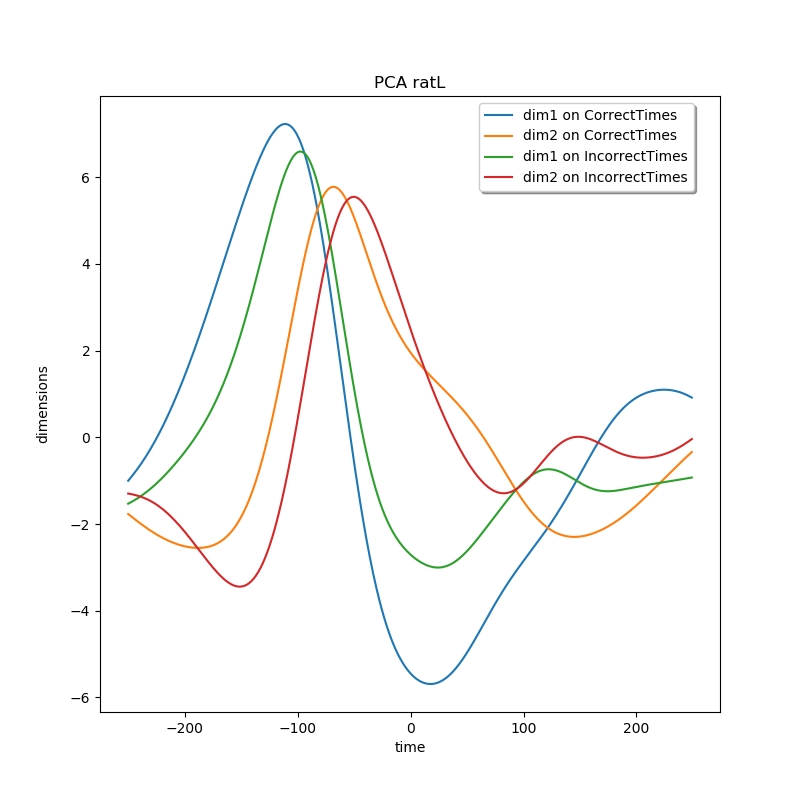 PCA ratL
dim1 on CorrectTimes
dim2 on CorrectTimes
dim1 on IncorrectTimes
dim2 on IncorrectTimes
6
4
2
0
−2
−4
−6
dimensions
−200 −100 0 100 200
time